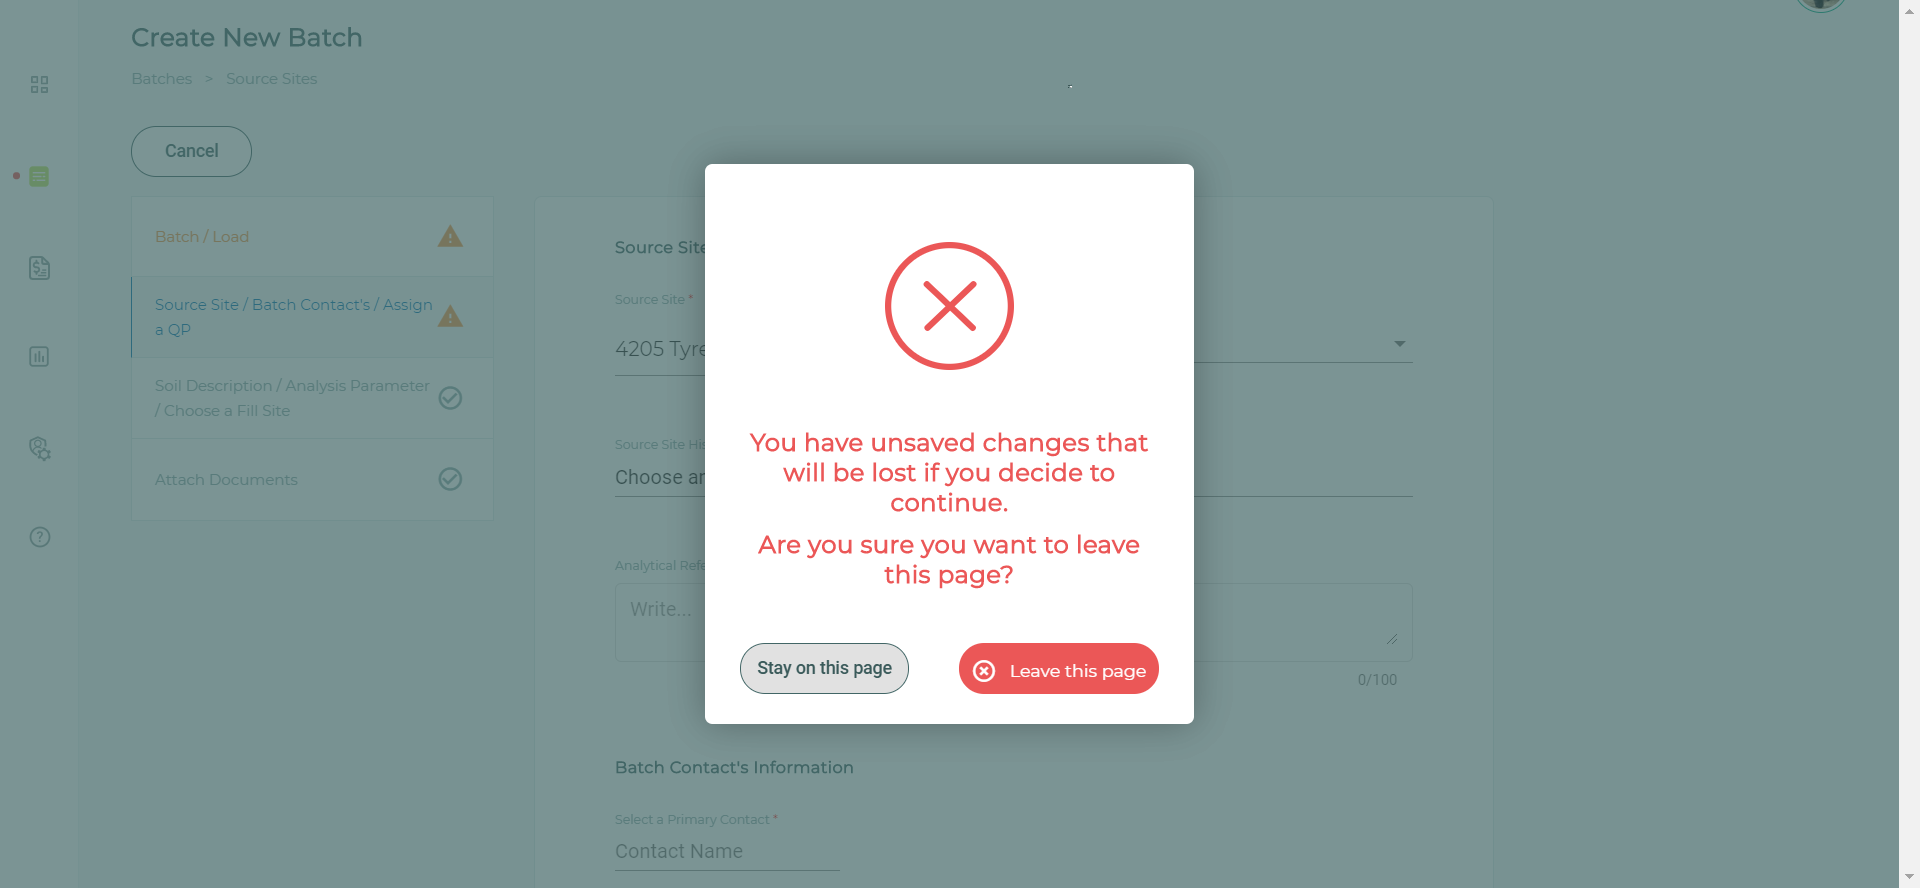 Create New Batch
Batches > Source Sites
Cancel
Batch / Load
Source Site / Batch Contact's / Assign
a QP
Soil Description / Analysis Parameter
/ Choose a Fill Site
Attach Documents
Source Site
Source Site *
4205 Tyre
Source Site His
Choose an
Analytical Refe
Write...
0/100
Batch Contact's Information
Select a Primary Contact *
Contact Name
You have unsaved changes that
will be lost if you decide to
continue.
Are you sure you want to leave
this page?
Stay on this page
Leave this page